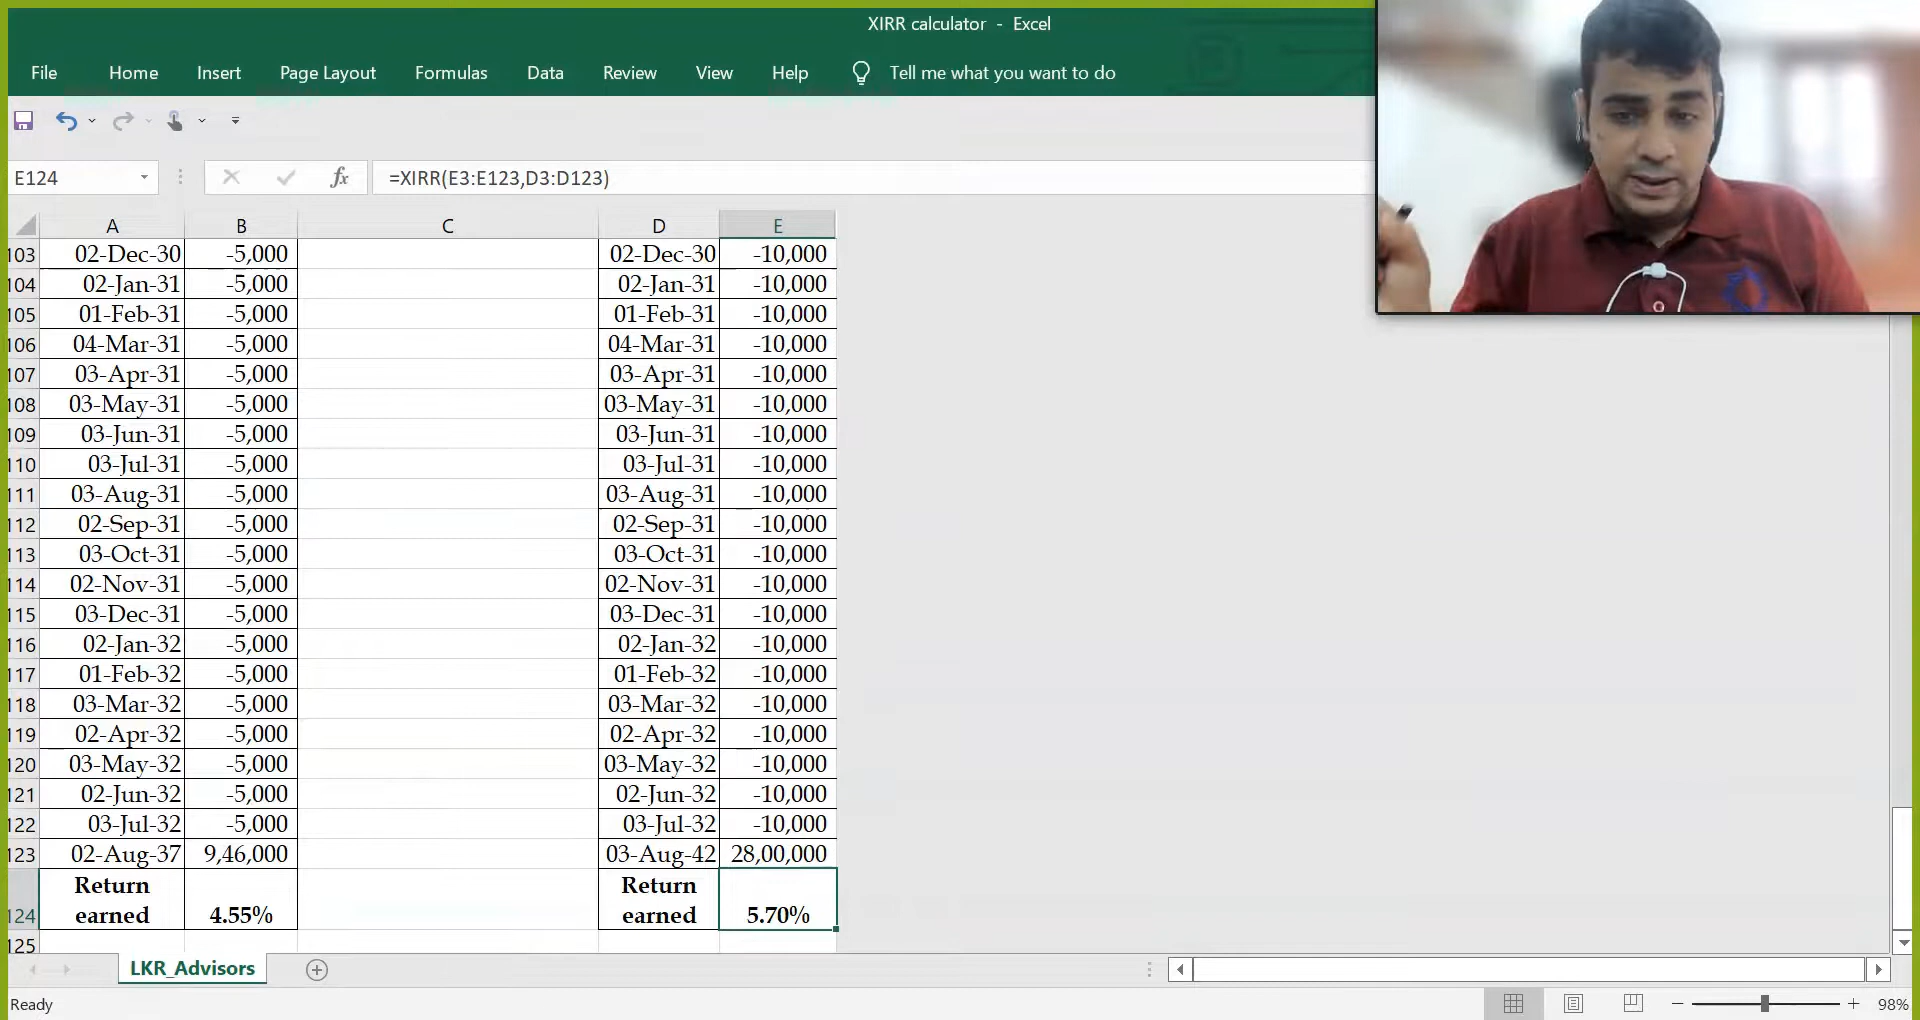 XIRR calculator - Excel
File Home Insert Page Layout Formulas Data Review View Help Tell me what you want to do
E124 fx =XIRR(E3:E123,D3:D123)
A B C D E
103 02-Dec-30 -5,000 02-Dec-30 -10,000
104 02-Jan-31 -5,000 02-Jan-31 -10,000
105 01-Feb-31 -5,000 01-Feb-31 -10,000
106 04-Mar-31 -5,000 04-Mar-31 -10,000
107 03-Apr-31 -5,000 03-Apr-31 -10,000
108 03-May-31 -5,000 03-May-31 -10,000
109 03-Jun-31 -5,000 03-Jun-31 -10,000
110 03-Jul-31 -5,000 03-Jul-31 -10,000
111 03-Aug-31 -5,000 03-Aug-31 -10,000
112 02-Sep-31 -5,000 02-Sep-31 -10,000
113 03-Oct-31 -5,000 03-Oct-31 -10,000
114 02-Nov-31 -5,000 02-Nov-31 -10,000
115 03-Dec-31 -5,000 03-Dec-31 -10,000
116 02-Jan-32 -5,000 02-Jan-32 -10,000
117 01-Feb-32 -5,000 01-Feb-32 -10,000
118 03-Mar-32 -5,000 03-Mar-32 -10,000
119 02-Apr-32 -5,000 02-Apr-32 -10,000
120 03-May-32 -5,000 03-May-32 -10,000
121 02-Jun-32 -5,000 02-Jun-32 -10,000
122 03-Jul-32 -5,000 03-Jul-32 -10,000
123 02-Aug-37 9,46,000 03-Aug-42 28,00,000
Return Return
124 earned 4.55% earned 5.70%
125
LKR_Advisors
Ready 98%